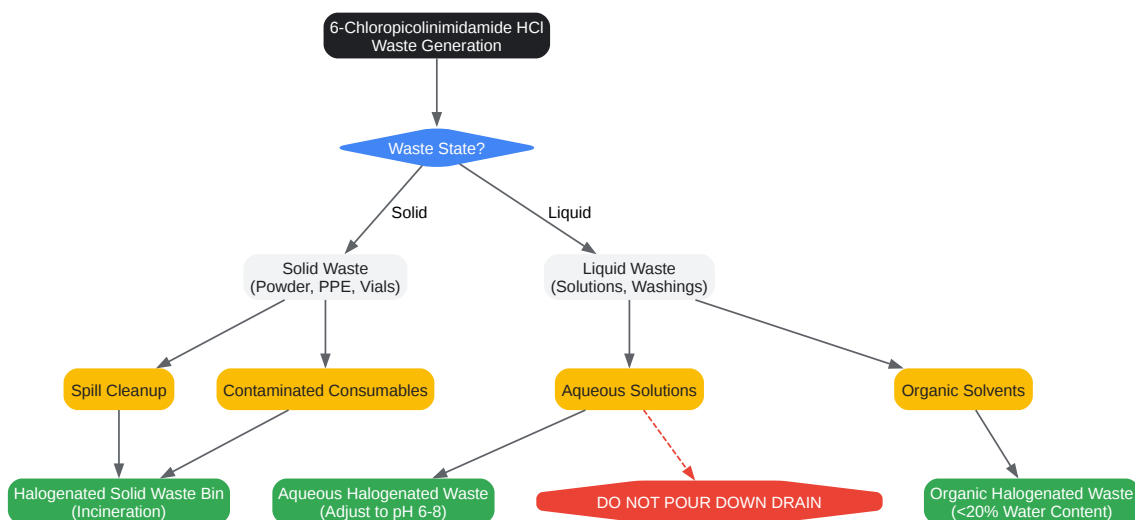 6-Chloropicolinimidamide HCl
Waste Generation
Waste State?
Solid
Liquid
Solid Waste
(Powder, PPE, Vials)
Liquid Waste
(Solutions, Washings)
Spill Cleanup
Contaminated Consumables
Aqueous Solutions
Organic Solvents
Halogenated Solid Waste Bin
(Incineration)
Aqueous Halogenated Waste
(Adjust to pH 6-8)
DO NOT POUR DOWN DRAIN
Organic Halogenated Waste
(<20% Water Content)